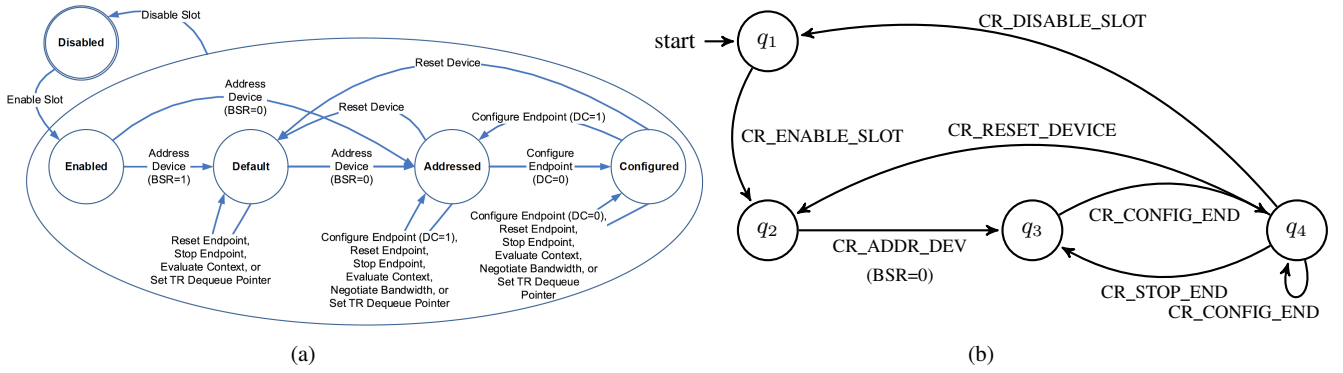 Disable Slot
Disabled
Enable Slot
Address
Device
(BSR=0)
Reset Device
Reset Device
Configure Endpoint (DC=1)
Enabled
Address
Device
(BSR=1)
Default
Address
Device
(BSR=0)
Addressed
Configure
Endpoint
(DC=0)
Configured
Reset Endpoint,
Stop Endpoint,
Evaluate Context, or
Set TR Dequeue Pointer
Configure Endpoint (DC=1),
Reset Endpoint,
Stop Endpoint,
Evaluate Context,
Negotiate Bandwidth, or
Set TR Dequeue Pointer
Configure Endpoint (DC=0),
Reset Endpoint,
Stop Endpoint,
Evaluate Context,
Negotiate Bandwidth, or
Set TR Dequeue
Pointer
(a)
start
q1
CR_DISABLE_SLOT
CR_ENABLE_SLOT
CR_RESET_DEVICE
q2
CR_ADDR_DEV
(BSR=0)
q3
CR_CONFIG_END
q4
CR_STOP_END
CR_CONFIG_END
(b)